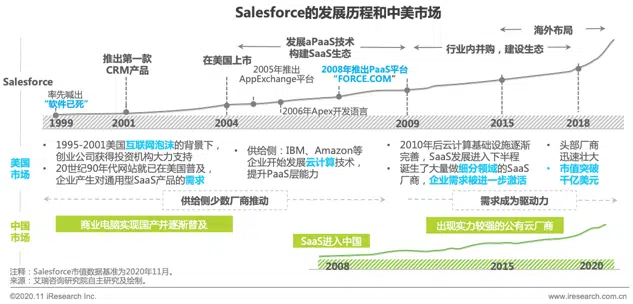 Salesforce的发展历程和中美市场
海外布局
发展aPaaS技术
构建SaaS生态
行业内并购，建设生态
推出第一款
CRM产品
在美国上市
2005年推出
AppExchange平台
2008年推出PaaS平台
“FORCE.COM”
Salesforce
率先喊出
“软件已死”
2006年Apex开发语言
1999
2001
2004
2009
2015
2018
美国
市场
1995-2001美国互联网泡沫的背景下，
创业公司获得投资机构大力支持
20世纪90年代网站就已在美国普及，
企业产生对通用型SaaS产品的需求
供给侧：IBM、Amazon等
企业开始发展云计算技术，
提升PaaS层能力
2010年后云计算基础设施逐渐
完善，SaaS发展进入下半程
诞生了大量做细分领域的SaaS
厂商，企业需求被进一步激活
头部厂商
迅速壮大
市值突破
千亿美元
供给侧少数厂商推动
需求成为驱动力
中国
市场
商业电脑实现国产并逐渐普及
出现实力较强的公有云厂商
SaaS进入中国
2008
2015
2020
注释：Salesforce市值数据基准为2020年11月。
来源：艾瑞咨询研究院自主研究及绘制。
©2020.11 iResearch Inc.
www.iresearch.com.cn